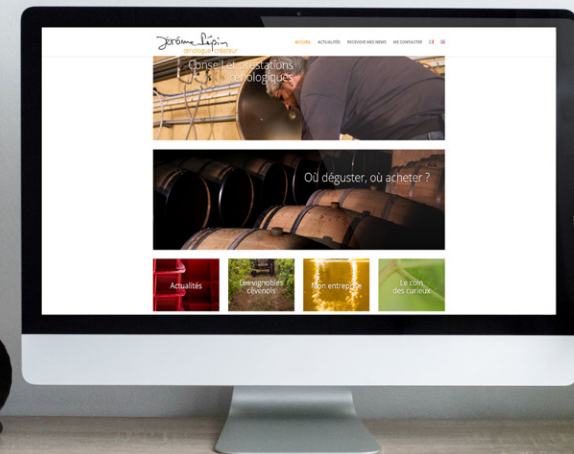 Jérôme Pépin
œnologue créateur
ACCUEIL ACTUALITÉS RECEVOIR MES NEWS ME CONTACTER
Conseil et prestations
œnologiques
Où déguster, où acheter ?
Actualités
Les vignobles
cévenols
Mon entreprise
Le coin
des curieux